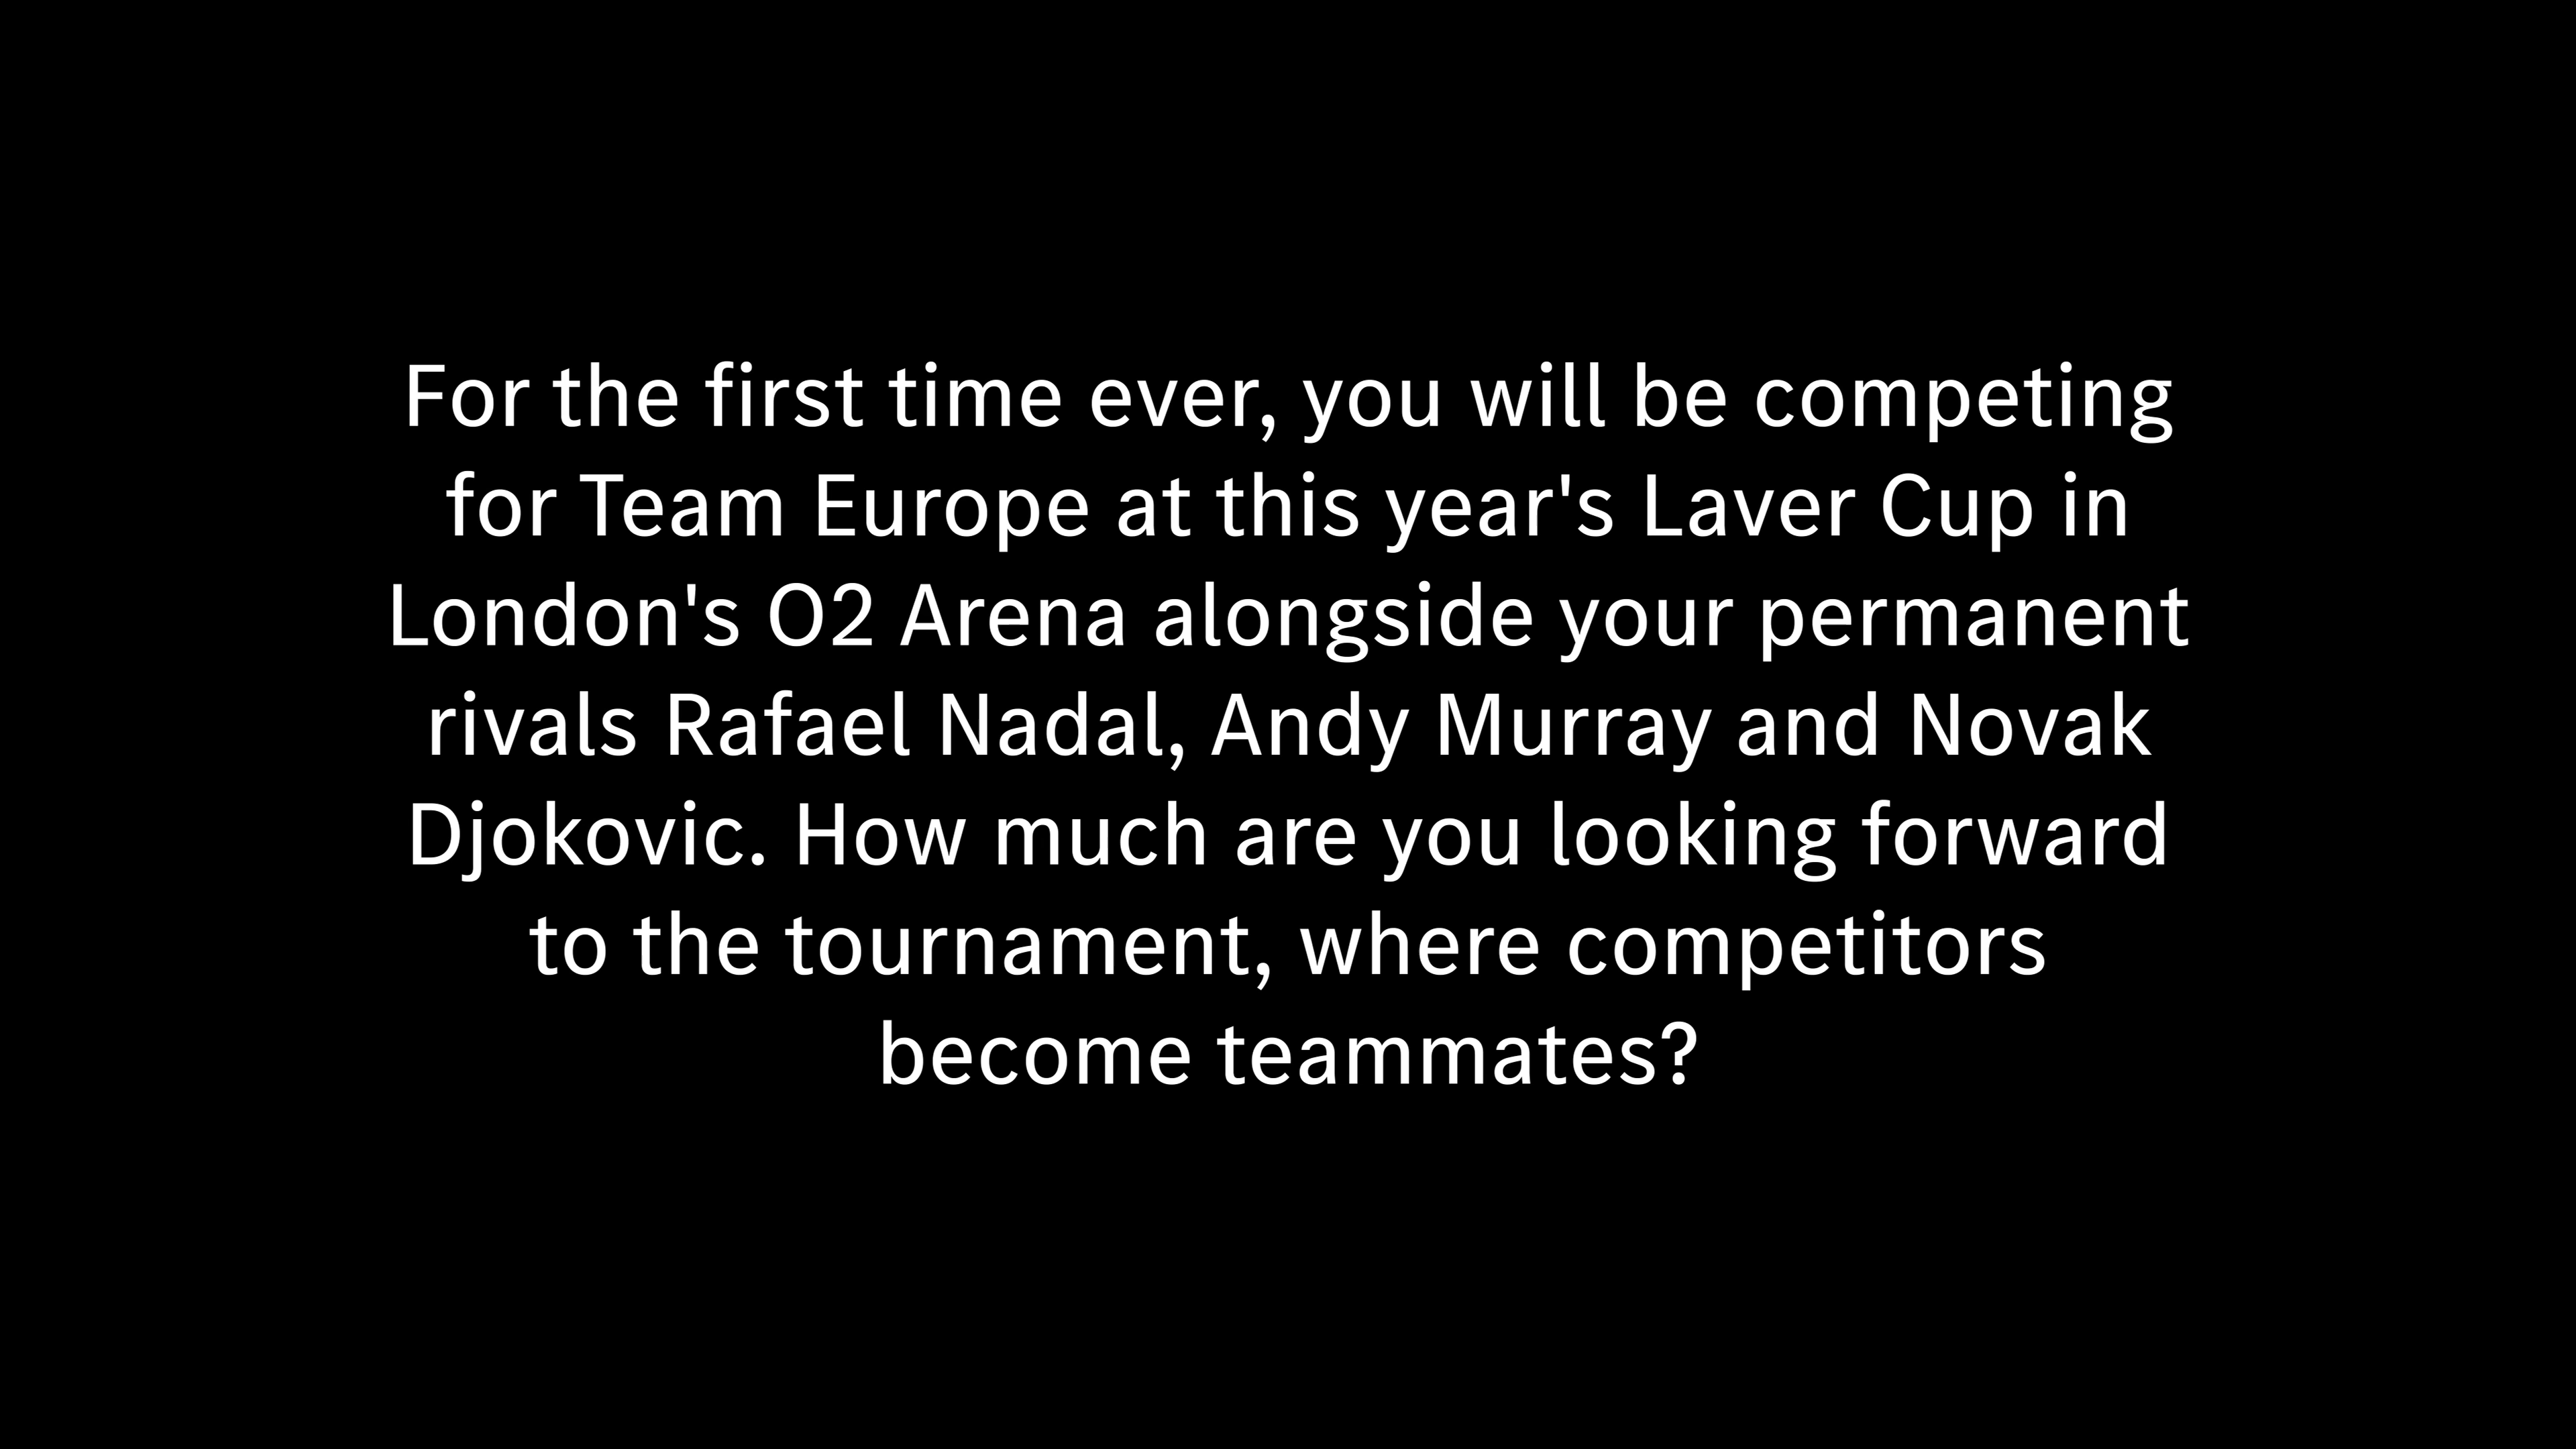 For the first time ever, you will be competing
for Team Europe at this year's Laver Cup in
London's O2 Arena alongside your permanent
rivals Rafael Nadal, Andy Murray and Novak
Djokovic. How much are you looking forward
to the tournament, where competitors
become teammates?